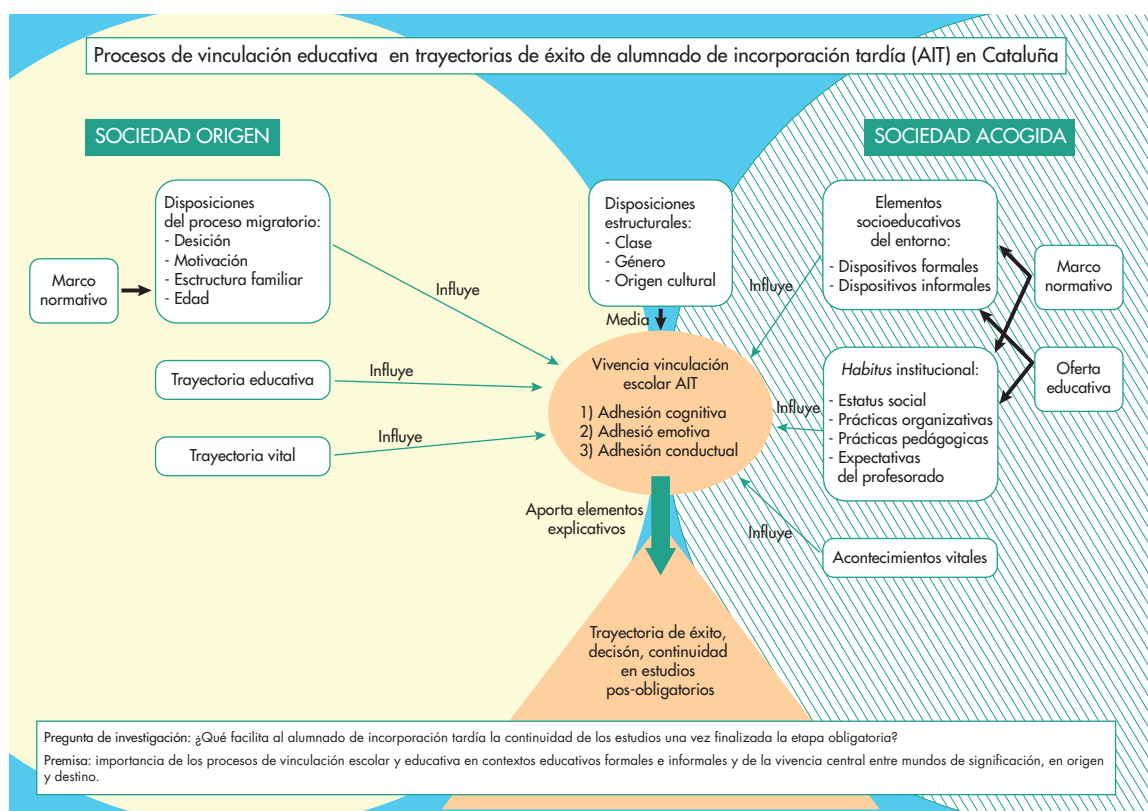 Procesos de vinculación educativa en trayectorias de éxito de alumnado de incorporación tardía (AIT) en Cataluña
SOCIEDAD ORIGEN
Disposiciones
del proceso migratorio:
- Desición
- Motivación
- Esctructura familiar
- Edad
Marco
normativo
Influye
Trayectoria educativa
Influye
Trayectoria vital
Influye
Disposiciones
estructurales:
- Clase
- Género
- Origen cultural
Media
Vivencia vinculación
escolar AIT
1) Adhesión cognitiva
2) Adhesió emotiva
3) Adhesión conductual
Aporta elementos
explicativos
Trayectoria de éxito,
decisón, continuidad
en estudios
pos-obligatorios
SOCIEDAD ACOGIDA
Elementos
socioeducativos
del entorno:
- Dispositivos formales
- Dispositivos informales
Influye
Marco
normativo
Habitus institucional:
- Estatus social
- Prácticas organizativas
- Prácticas pedágogicas
- Expectativas
del profesorado
Influye
Oferta
educativa
Influye
Acontecimientos vitales
Pregunta de investigación: ¿Qué facilita al alumnado de incorporación tardía la continuidad de los estudios una vez finalizada la etapa obligatoria?
Premisa: importancia de los procesos de vinculación escolar y educativa en contextos educativos formales e informales y de la vivencia central entre mundos de significación, en origen
y destino.